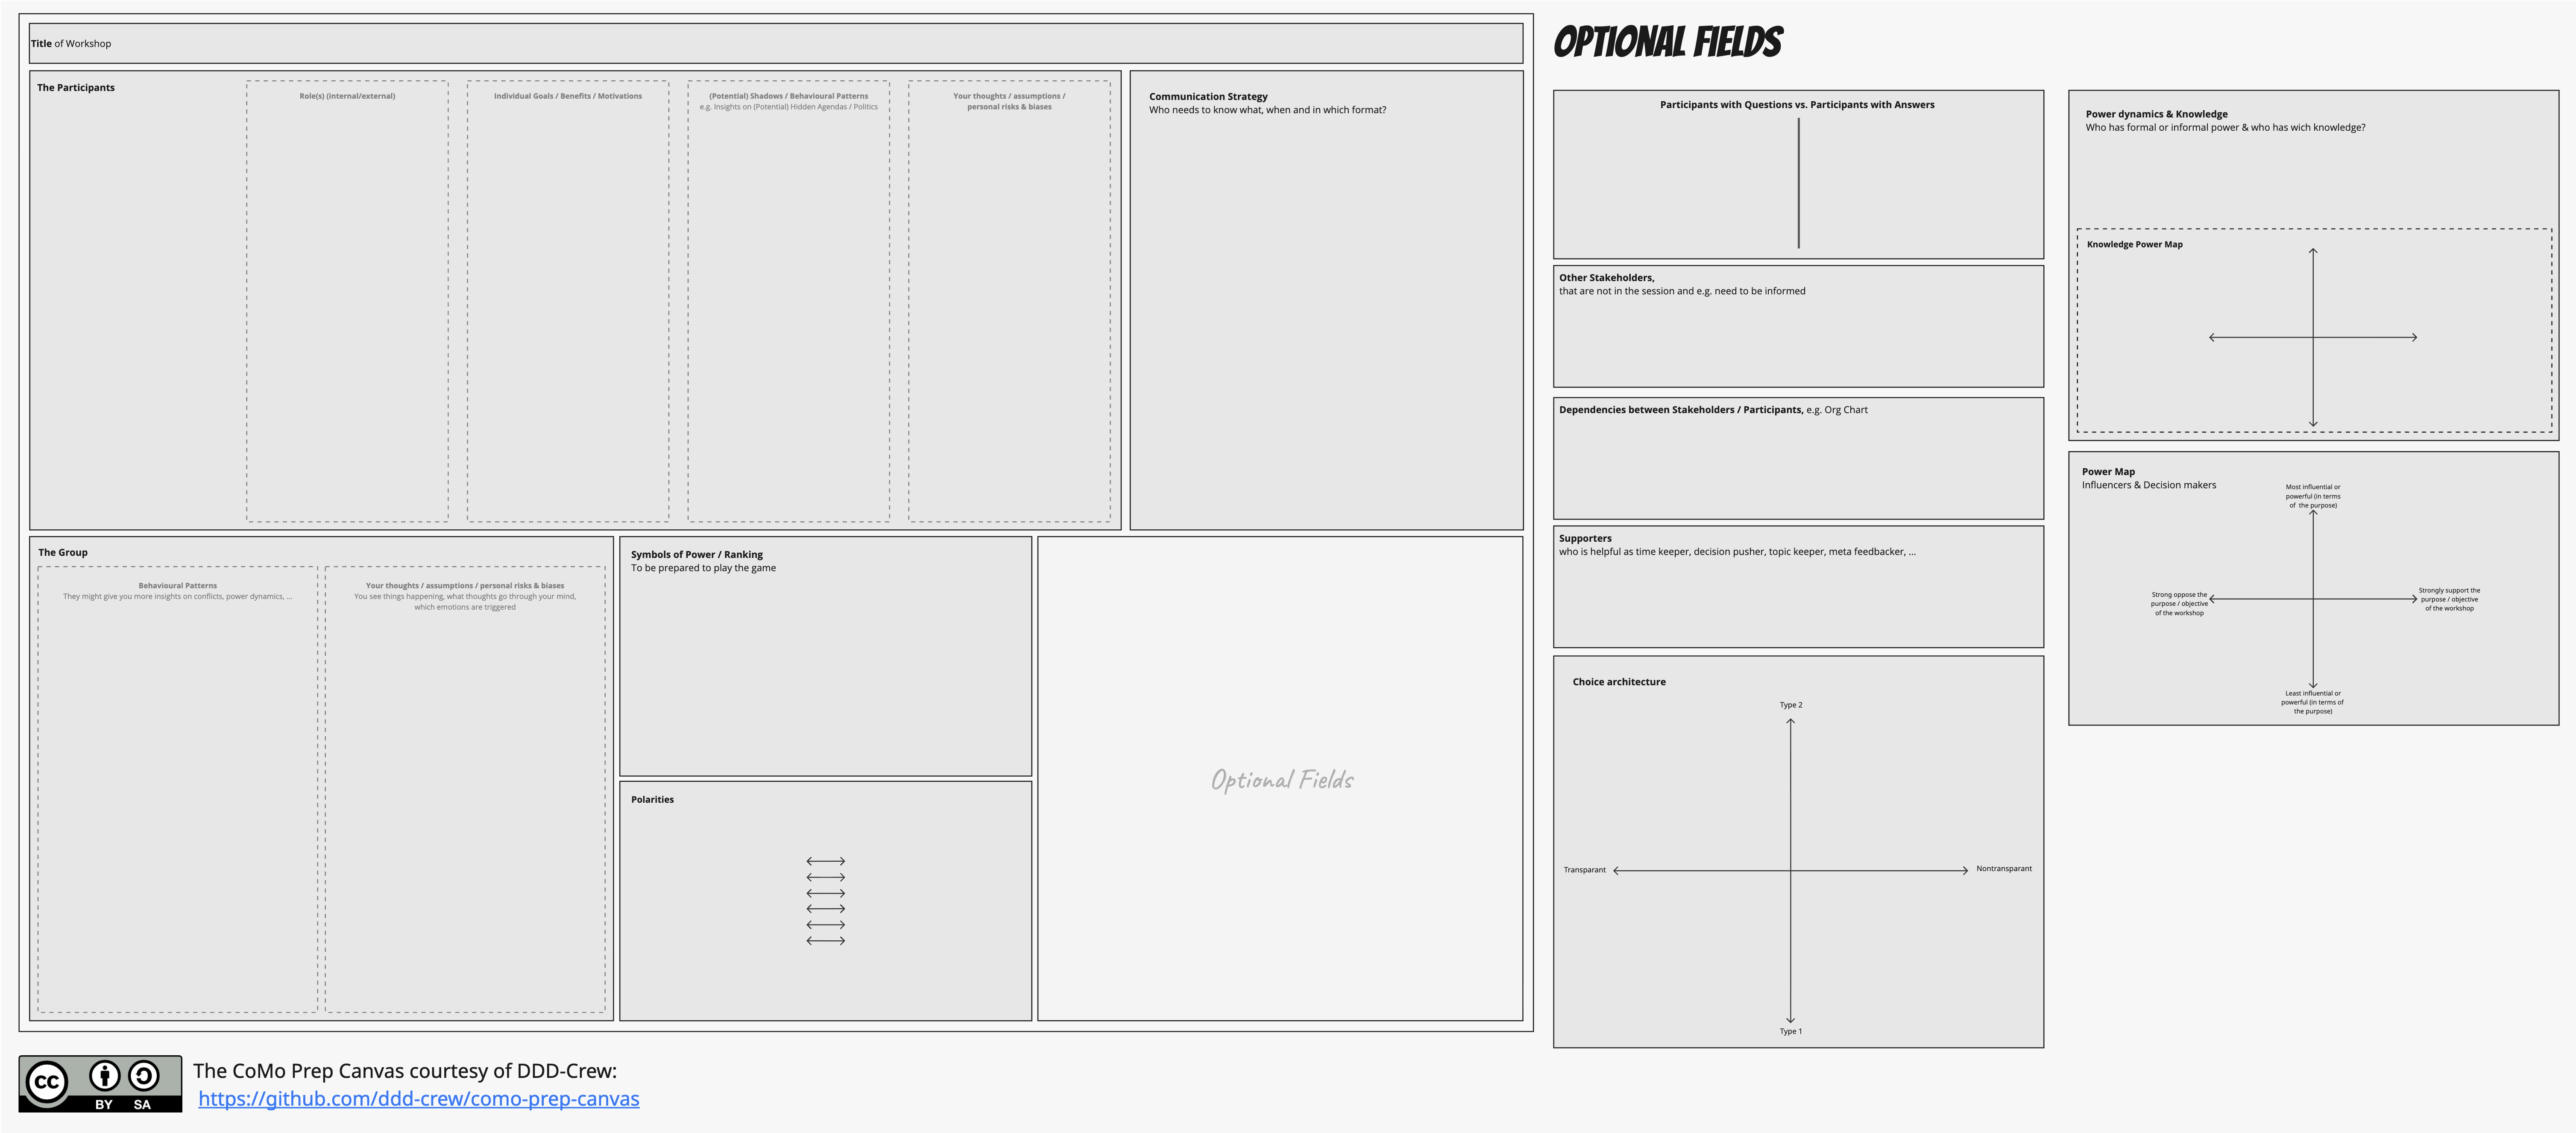 Title of Workshop
The Participants
Role(s) (internal/external)
Individual Goals / Benefits / Motivations
(Potential) Shadows / Behavioural Patterns
e.g. Insights on (Potential) Hidden Agendas / Politics
Your thoughts / assumptions /
personal risks & biases
Communication Strategy
Who needs to know what, when and in which format?
The Group
Behavioural Patterns
They might give you more insights on conflicts, power dynamics, ...
Your thoughts / assumptions / personal risks & biases
You see things happening, what thoughts go through your mind,
which emotions are triggered
Symbols of Power / Ranking
To be prepared to play the game
Polarities
Optional Fields
OPTIONAL FIELDS
Participants with Questions vs. Participants with Answers
Other Stakeholders,
that are not in the session and e.g. need to be informed
Dependencies between Stakeholders / Participants, e.g. Org Chart
Supporters
who is helpful as time keeper, decision pusher, topic keeper, meta feedbacker, ...
Choice architecture
Type 2
Transparant
Nontransparant
Type 1
Power dynamics & Knowledge
Who has formal or informal power & who has wich knowledge?
Knowledge Power Map
Power Map
Influencers & Decision makers
Most influential or
powerful (in terms
of the purpose)
Strong oppose the
purpose / objective
of the workshop
Strongly support the
purpose / objective
of the workshop
Least influential or
powerful (in terms of
the purpose)
cc
BY SA
The CoMo Prep Canvas courtesy of DDD-Crew:
https://github.com/ddd-crew/como-prep-canvas